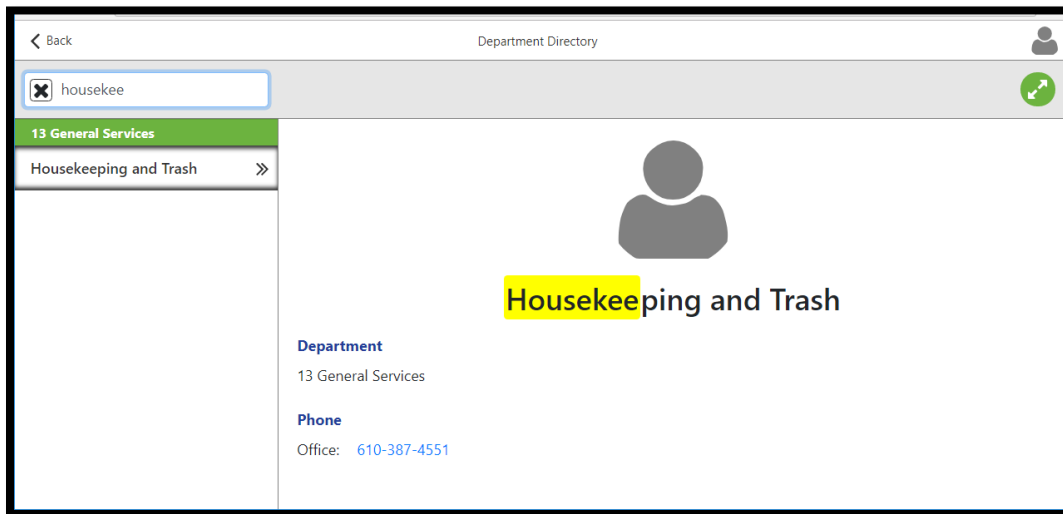 Back
Department Directory
housekee
13 General Services
Housekeeping and Trash
Housekeeping and Trash
Department
13 General Services
Phone
Office: 610-387-4551